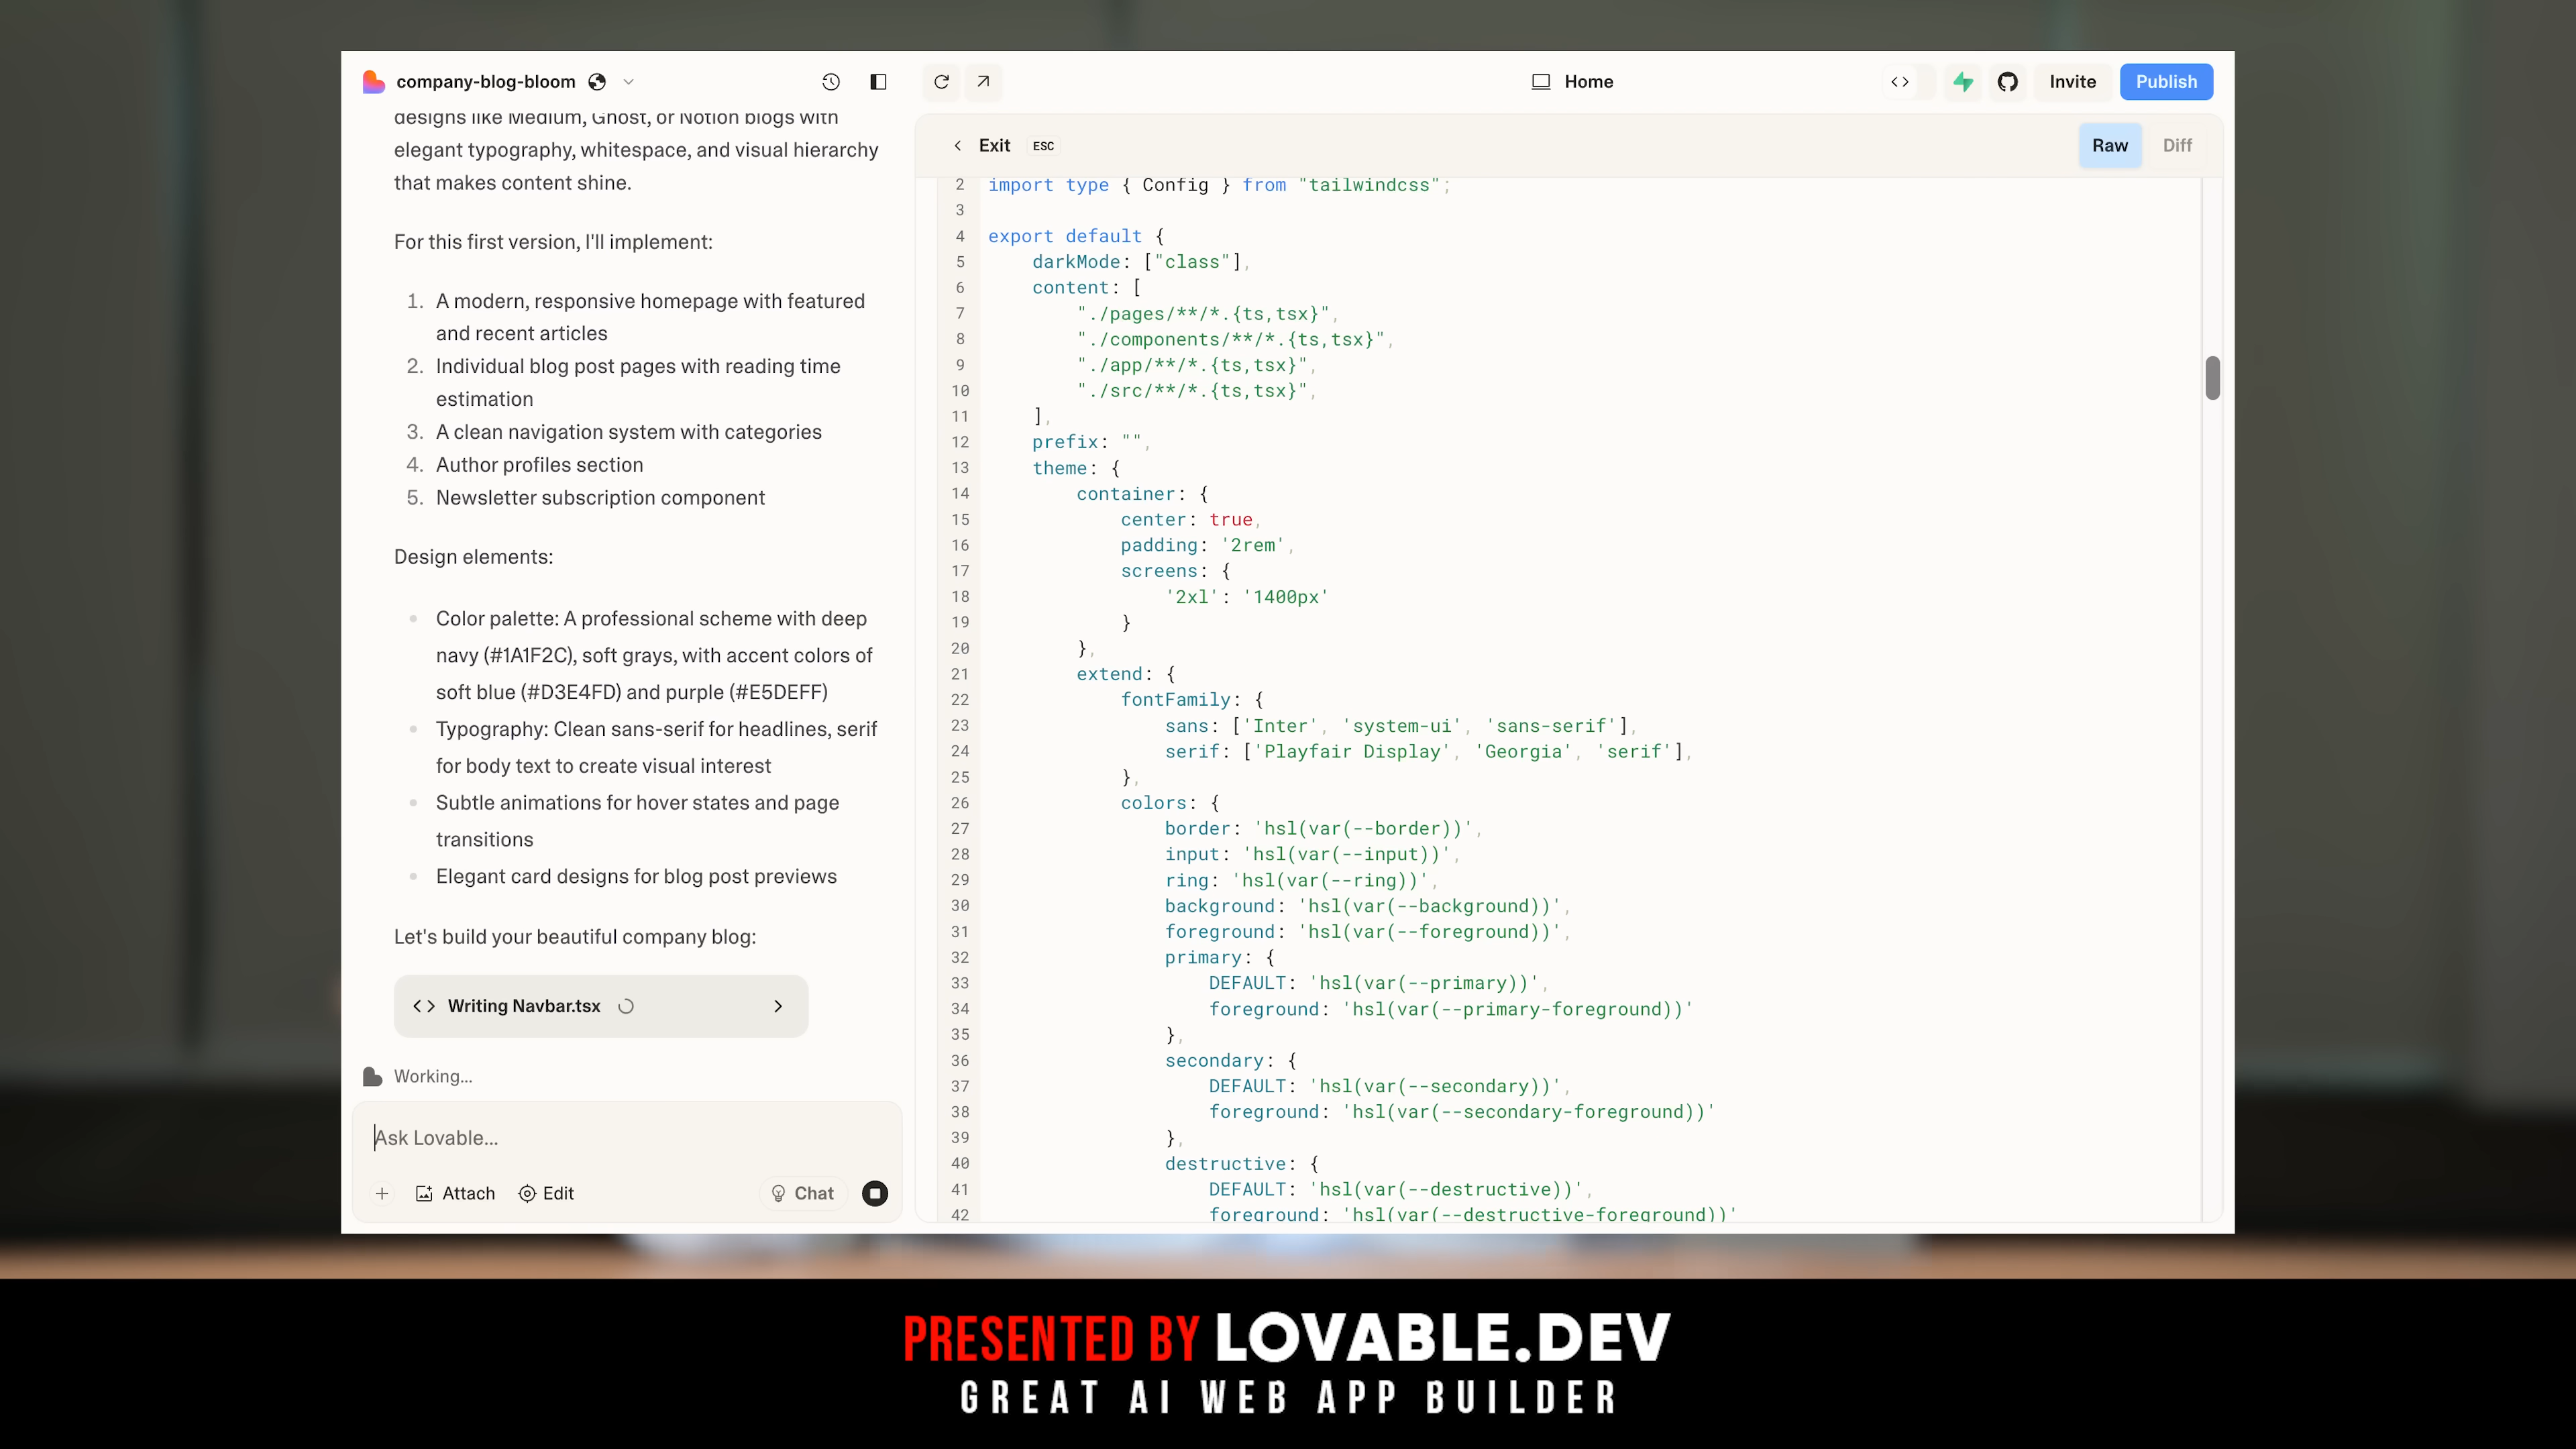 company-blog-bloom
Home
Invite
Publish
designs like Medium, Ghost, or Notion blogs with
elegant typography, whitespace, and visual hierarchy
that makes content shine.
For this first version, I'll implement:
1. A modern, responsive homepage with featured
and recent articles
2. Individual blog post pages with reading time
estimation
3. A clean navigation system with categories
4. Author profiles section
5. Newsletter subscription component
Design elements:
Color palette: A professional scheme with deep
navy (#1A1F2C), soft grays, with accent colors of
soft blue (#D3E4FD) and purple (#E5DEFF)
Typography: Clean sans-serif for headlines, serif
for body text to create visual interest
Subtle animations for hover states and page
transitions
Elegant card designs for blog post previews
Let's build your beautiful company blog:
<> Writing Navbar.tsx
Working...
Ask Lovable...
+ Attach Edit Chat
Exit ESC
Raw Diff
2 import type { Config } from "tailwindcss";
3
4 export default {
5 darkMode: ["class"],
6 content: [
7 "./pages/**/*.{ts,tsx}",
8 "./components/**/*.{ts,tsx}",
9 "./app/**/*.{ts,tsx}",
10 "./src/**/*.{ts,tsx}",
11 ],
12 prefix: "",
13 theme: {
14 container: {
15 center: true,
16 padding: '2rem',
17 screens: {
18 '2xl': '1400px'
19 }
20 },
21 extend: {
22 fontFamily: {
23 sans: ['Inter', 'system-ui', 'sans-serif'],
24 serif: ['Playfair Display', 'Georgia', 'serif'],
25 },
26 colors: {
27 border: 'hsl(var(--border))',
28 input: 'hsl(var(--input))',
29 ring: 'hsl(var(--ring))',
30 background: 'hsl(var(--background))',
31 foreground: 'hsl(var(--foreground))',
32 primary: {
33 DEFAULT: 'hsl(var(--primary))',
34 foreground: 'hsl(var(--primary-foreground))'
35 },
36 secondary: {
37 DEFAULT: 'hsl(var(--secondary))',
38 foreground: 'hsl(var(--secondary-foreground))'
39 },
40 destructive: {
41 DEFAULT: 'hsl(var(--destructive))',
42 foreground: 'hsl(var(--destructive-foreground))'
PRESENTED BY LOVABLE.DEV
GREAT AI WEB APP BUILDER